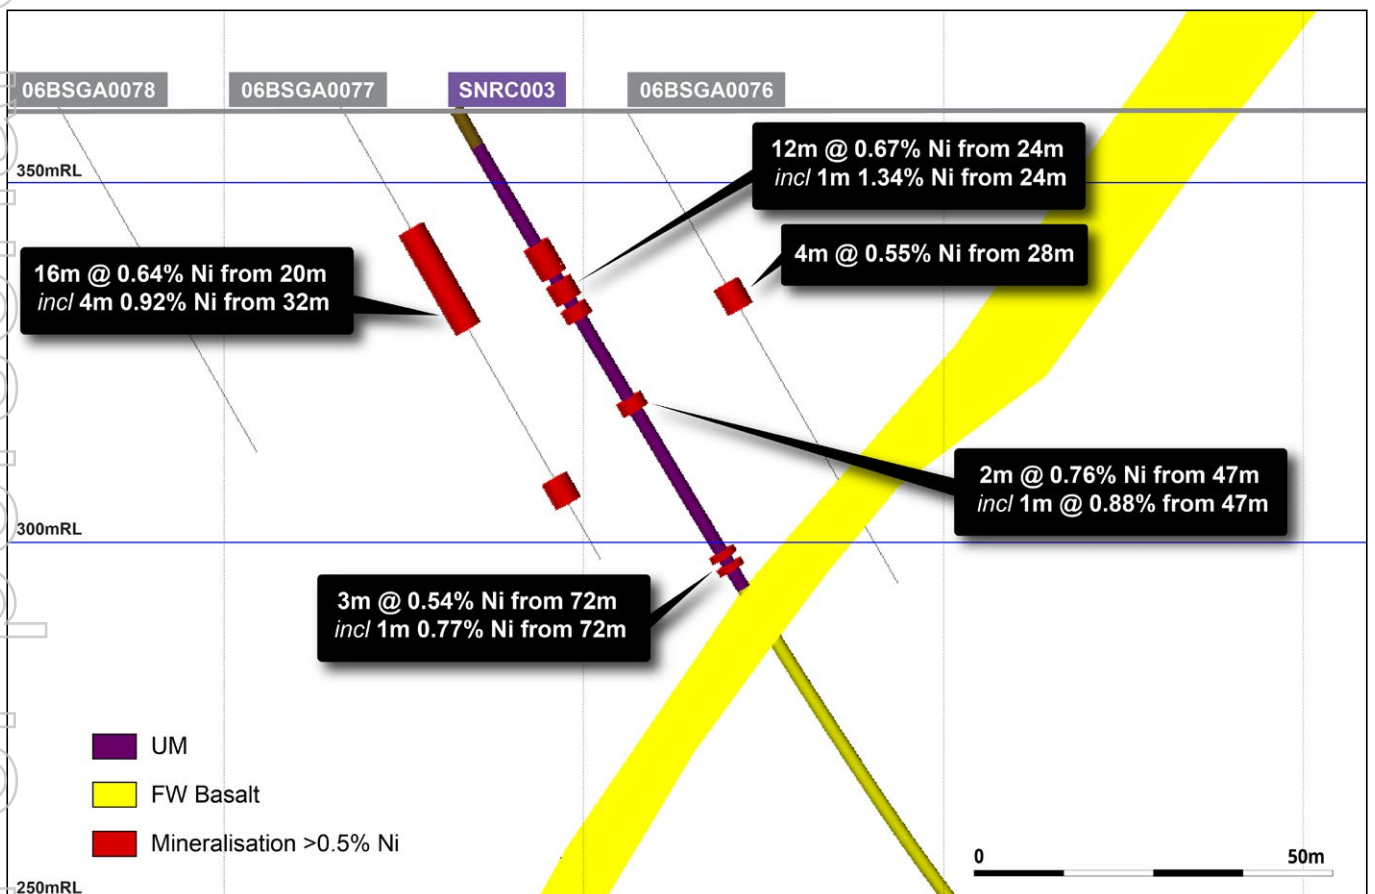 06BSGA0078
06BSGA0077
SNRC003
06BSGA0076
12m @ 0.67% Ni from 24m
incl 1m 1.34% Ni from 24m
350mRL
4m @ 0.55% Ni from 28m
16m @ 0.64% Ni from 20m
incl 4m 0.92% Ni from 32m
2m @ 0.76% Ni from 47m
incl 1m @ 0.88% from 47m
300mRL
3m @ 0.54% Ni from 72m
incl 1m 0.77% Ni from 72m
UM
FW Basalt
Mineralisation >0.5% Ni
0 50m
250mRL